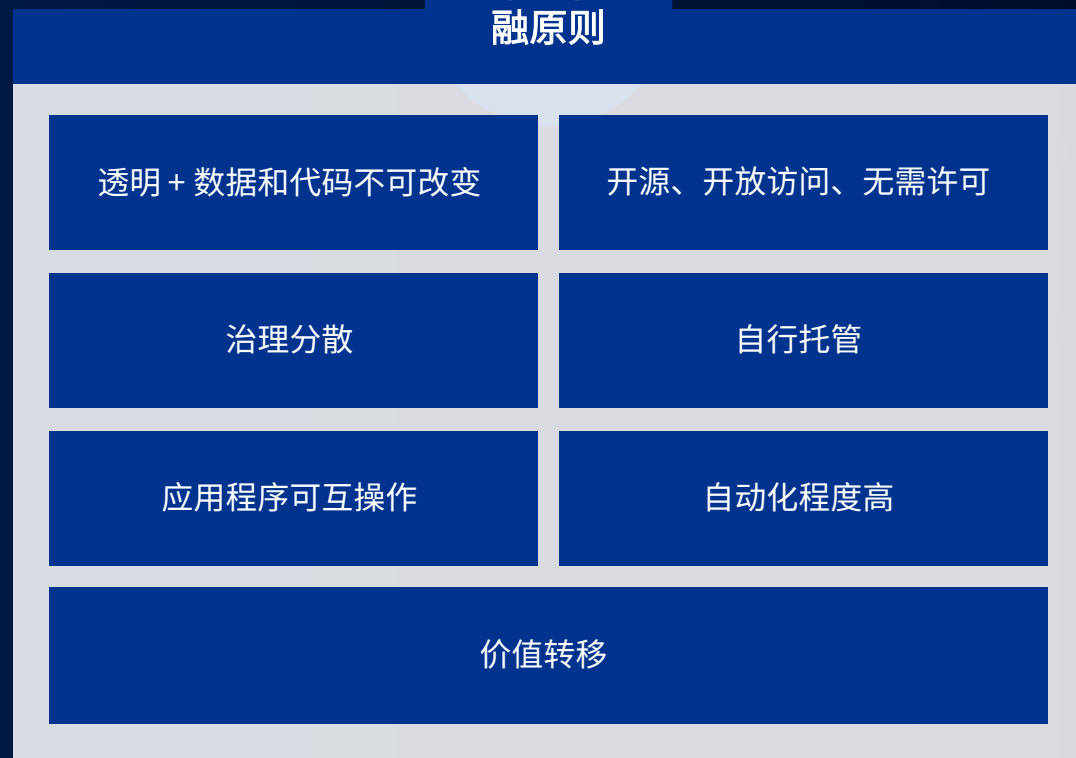 融原则
透明 + 数据和代码不可改变
开源、开放访问、无需许可
治理分散
自行托管
应用程序可互操作
自动化程度高
价值转移